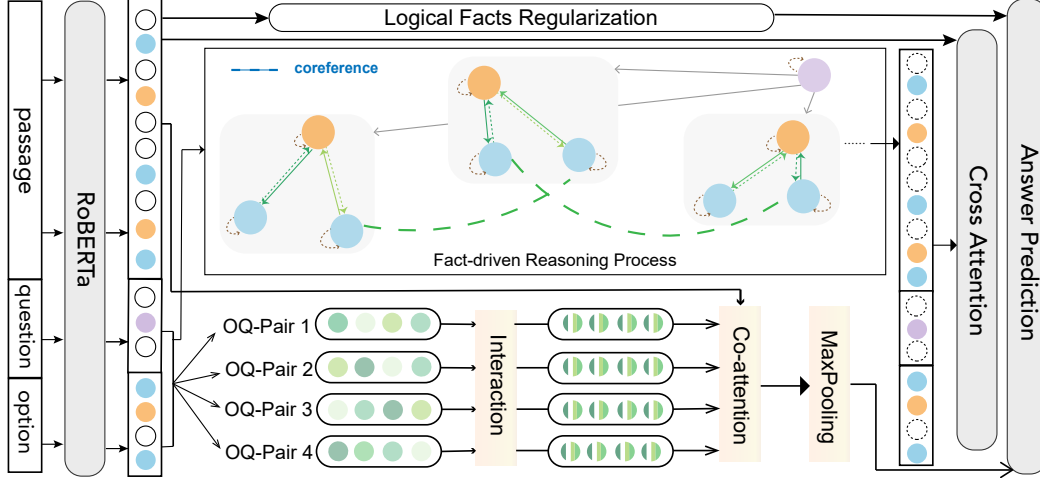 Logical Facts Regularization
passage
question
option
RoBERTa
coreference
Fact-driven Reasoning Process
OQ-Pair 1
OQ-Pair 2
OQ-Pair 3
OQ-Pair 4
Interaction
Co-attention
MaxPooling
Cross Attention
Answer Prediction